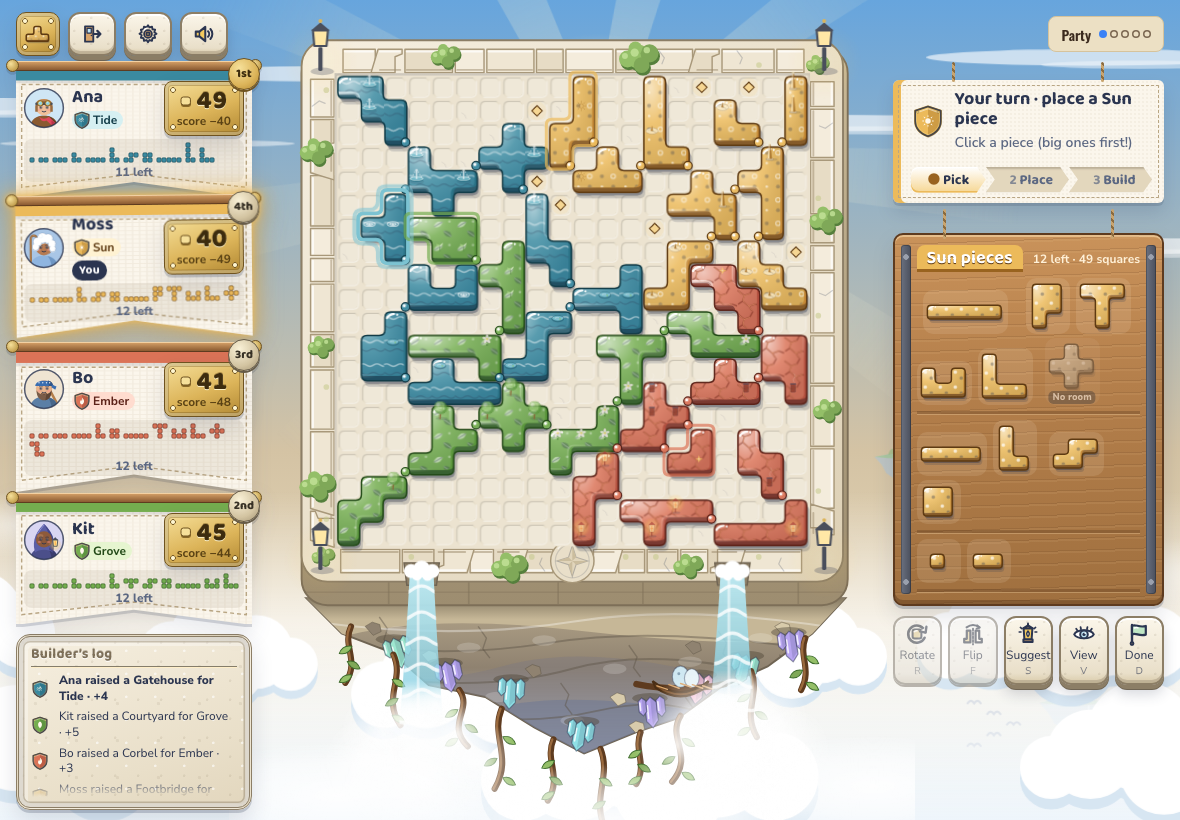 1st
Ana
Tide
49
score −40
11 left
4th
Moss
Sun
You
40
score −49
12 left
3rd
Bo
Ember
41
score −48
12 left
2nd
Kit
Grove
45
score −44
12 left
Builder's log
Ana raised a Gatehouse for
Tide · +4
Kit raised a Courtyard for Grove
· +5
Bo raised a Corbel for Ember ·
+3
Moss raised a Footbridge for
Party
Your turn · place a Sun
piece
Click a piece (big ones first!)
Pick
2 Place
3 Build
Sun pieces
12 left · 49 squares
No room
Rotate
R
Flip
F
Suggest
S
View
V
Done
D